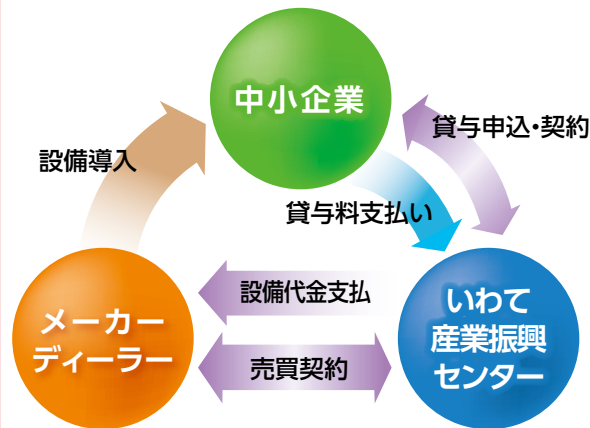 中小企業
貸与申込・契約
設備導入
貸与料支払い
設備代金支払
売買契約
メーカー
ディーラー
いわて
産業振興
センター